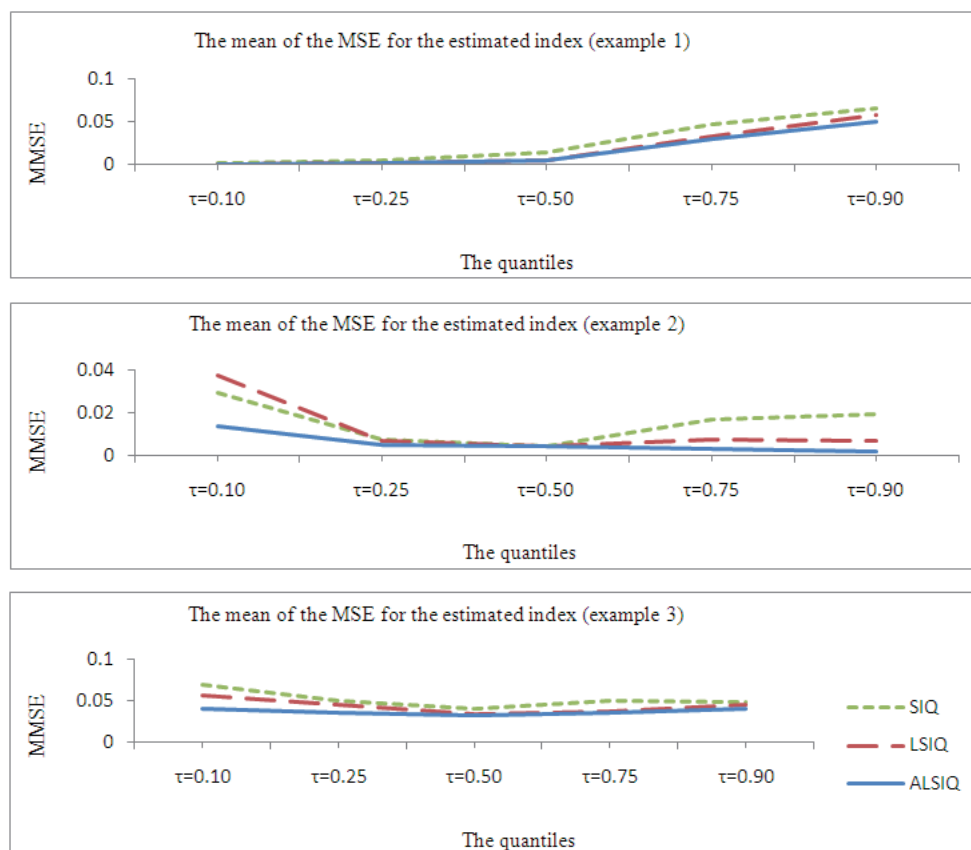 The mean of the MSE for the estimated index (example 1)
0.1
0.05
0
MMSE
τ=0.10 τ=0.25 τ=0.50 τ=0.75 τ=0.90
The quantiles
The mean of the MSE for the estimated index (example 2)
0.04
0.02
0
MMSE
τ=0.10 τ=0.25 τ=0.50 τ=0.75 τ=0.90
The quantiles
The mean of the MSE for the estimated index (example 3)
0.1
0.05
0
MMSE
τ=0.10 τ=0.25 τ=0.50 τ=0.75 τ=0.90
The quantiles
SIQ
LSIQ
ALSIQ